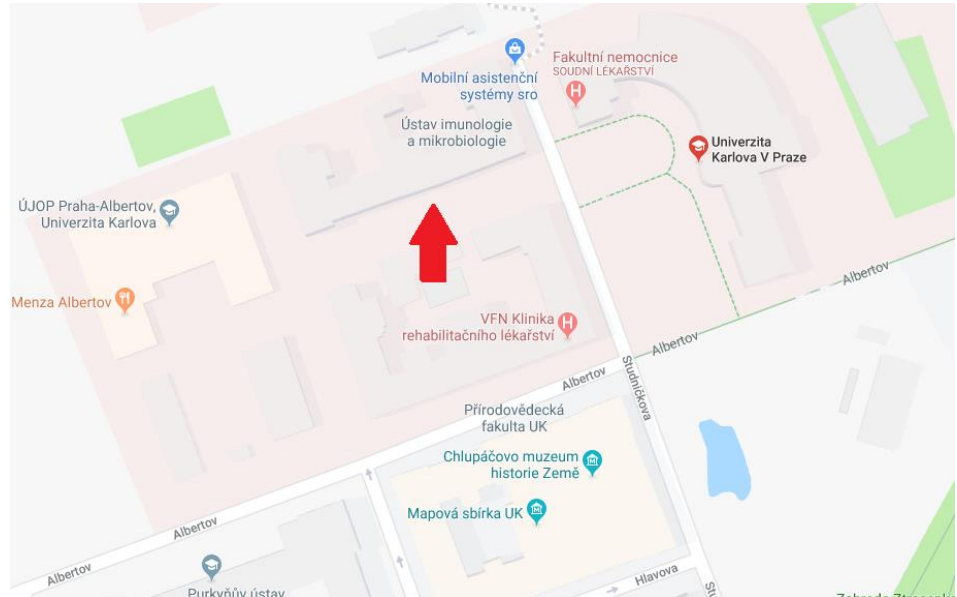 Mobilní asistenční
systémy sro
Fakultní nemocnice
SOUDNÍ LÉKAŘSTVÍ
Ústav imunologie
a mikrobiologie
Univerzita
Karlova V Praze
ÚJOP Praha-Albertov,
Univerzita Karlova
Menza Albertov
Albertov
VFN Klinika
rehabilitačního lékařství
Albertov
Albertov
Studničkova
Přírodovědecká
fakulta UK
Chlupáčovo muzeum
historie Země
Mapová sbírka UK
Albertov
Albertov
Purkyňův ústav
Hlavova